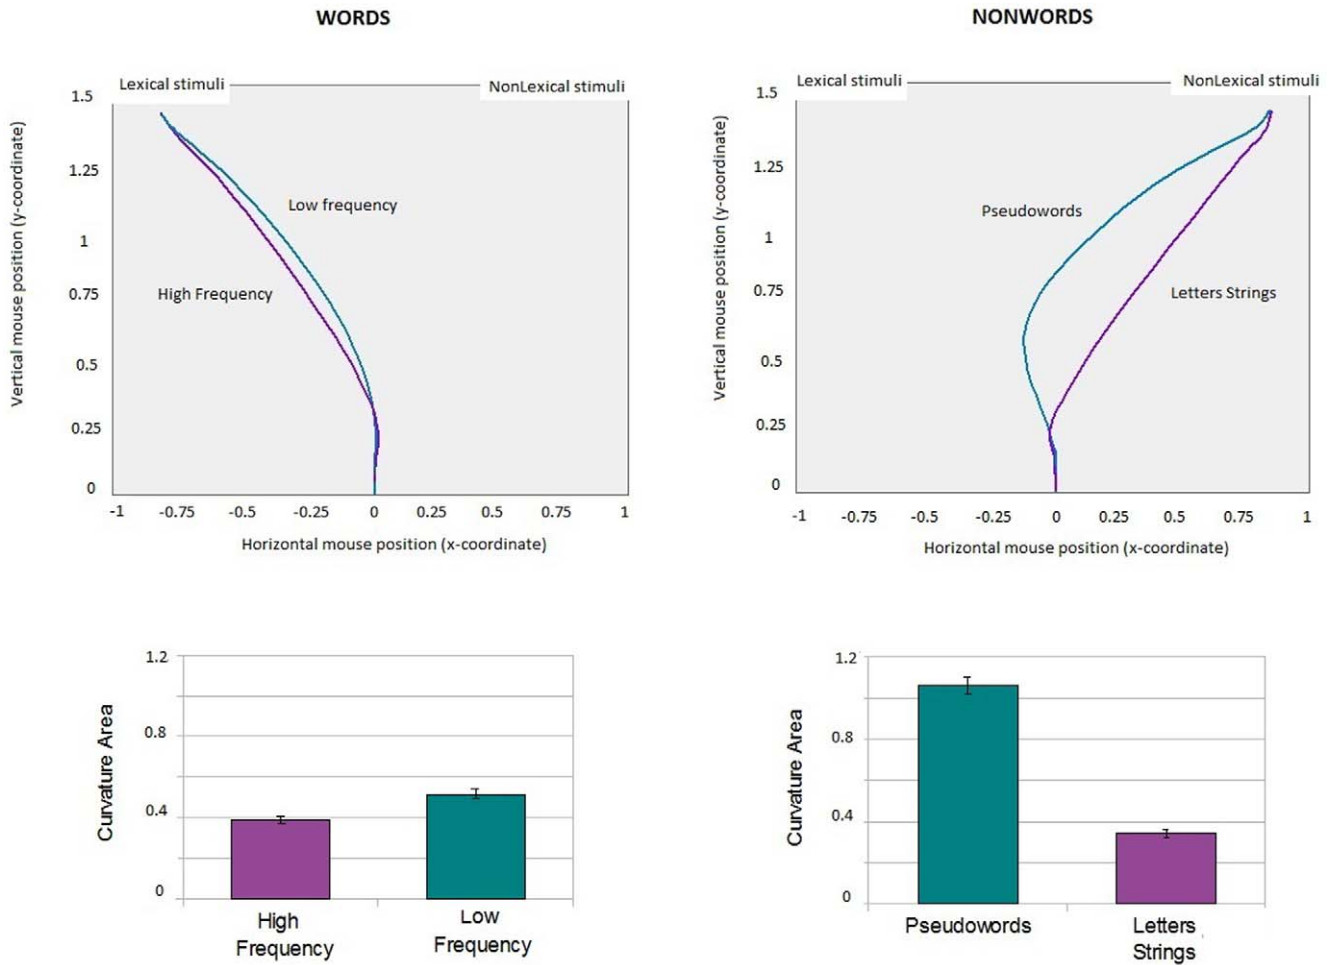 WORDS
Lexical stimuli
NonLexical stimuli
1.5
1.25
1
0.75
0.5
0.25
0
Vertical mouse position (y-coordinate)
Low frequency
High Frequency
-1 -0.75 -0.5 -0.25 0 0.25 0.5 0.75 1
Horizontal mouse position (x-coordinate)
NONWORDS
Lexical stimuli
NonLexical stimuli
1.5
1.25
1
0.75
0.5
0.25
0
Vertical mouse position (y-coordinate)
Pseudowords
Letters Strings
-1 -0.75 -0.5 -0.25 0 0.25 0.5 0.75 1
Horizontal mouse position (x-coordinate)
1.2
0.8
0.4
0
Curvature Area
High
Frequency
Low
Frequency
1.2
0.8
0.4
0
Curvature Area
Pseudowords
Letters
Strings